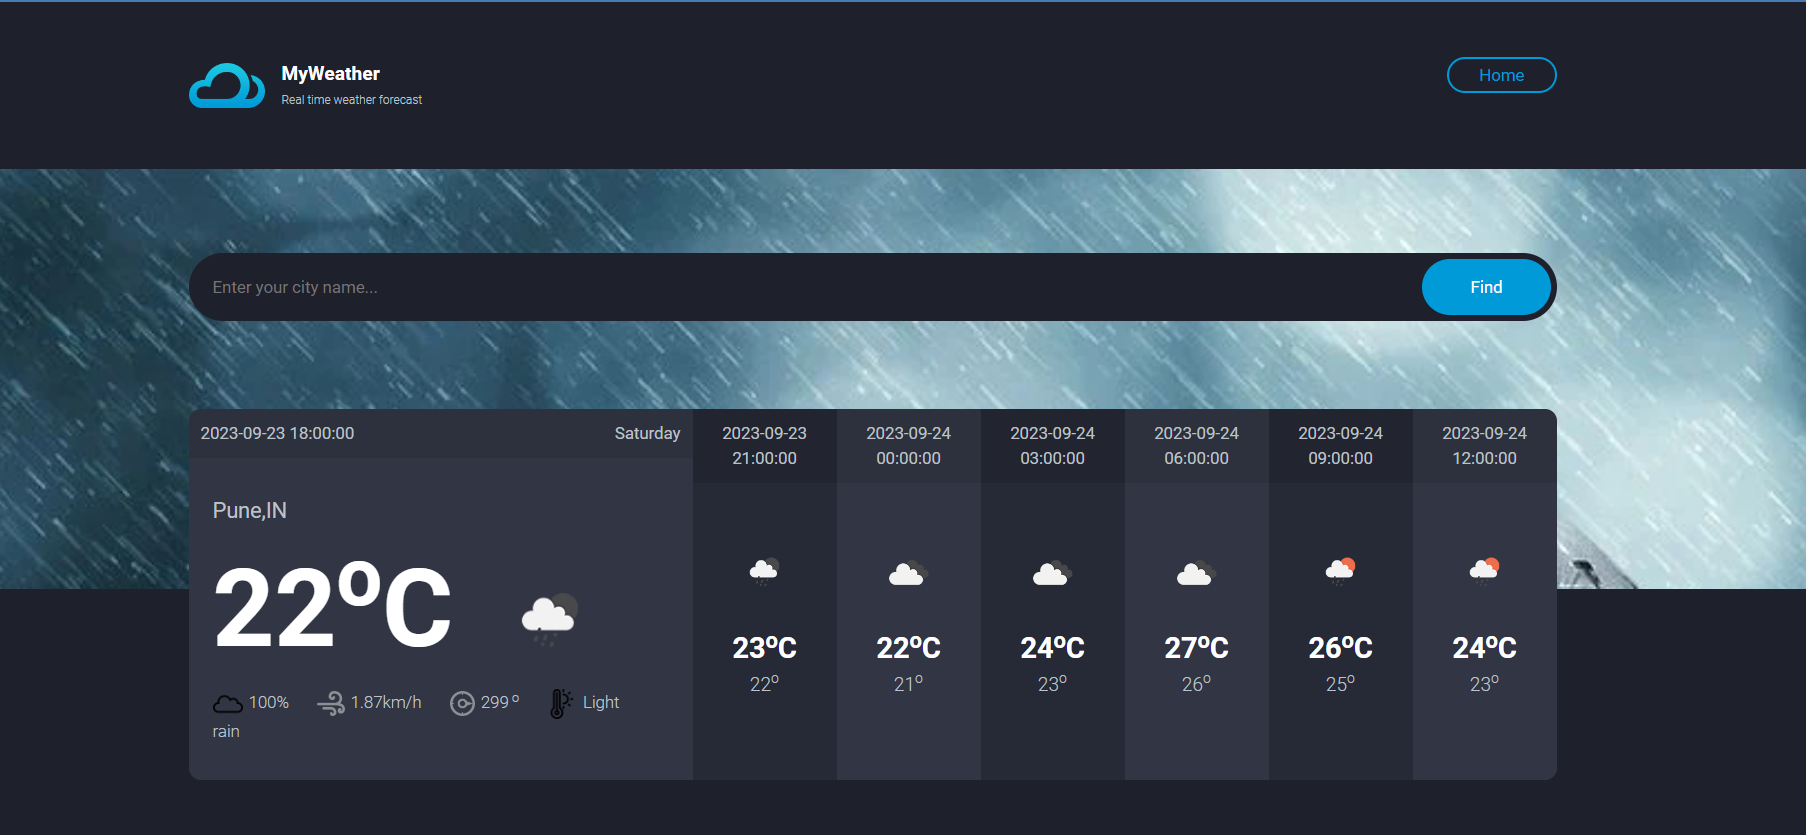 MyWeather
Real time weather forecast
Home
Enter your city name...
Find
2023-09-23 18:00:00
Saturday
Pune,IN
22°C
100%
1.87km/h
299 °
Light
rain
2023-09-23
21:00:00
23°C
22°
2023-09-24
00:00:00
22°C
21°
2023-09-24
03:00:00
24°C
23°
2023-09-24
06:00:00
27°C
26°
2023-09-24
09:00:00
26°C
25°
2023-09-24
12:00:00
24°C
23°